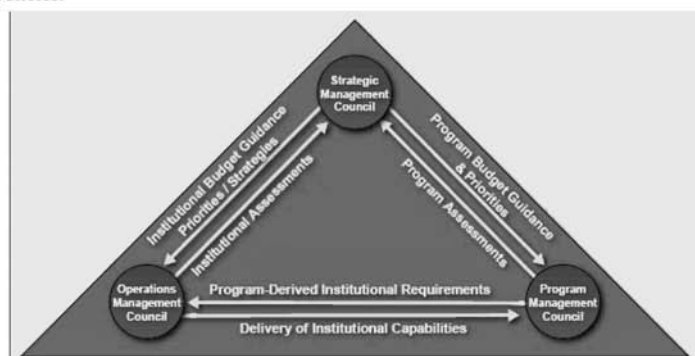 Strategic
Management
Council
Institutional Budget Guidance
Priorities / Strategies
Institutional Assessments
Program Budget Guidance
& Priorities
Program Assessments
Operations
Management
Council
Program-Derived Institutional Requirements
Delivery of Institutional Capabilities
Program
Management
Council